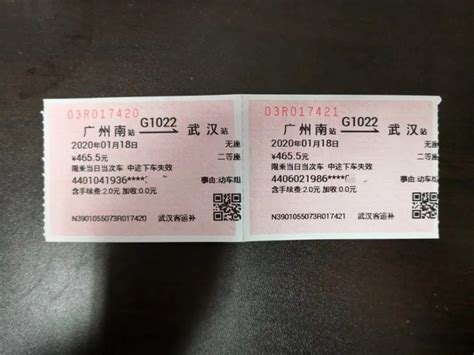 03R017420
广州南站 G1022 武汉站
2020年01月18日 无座
¥465.5元 二等座
限乘当日当次车 中途下车失效
4401041936**** 事由:动车组
含手续费:2.0元 加收:0.0元
N3901055073R017420 武汉客运补
03R017421
广州南站 G1022 武汉站
2020年01月18日 无座
¥465.5元 二等座
限乘当日当次车 中途下车失效
4406021986**** 事由:动车组
含手续费:2.0元 加收:0.0元
N3901055073R017421 武汉客运补